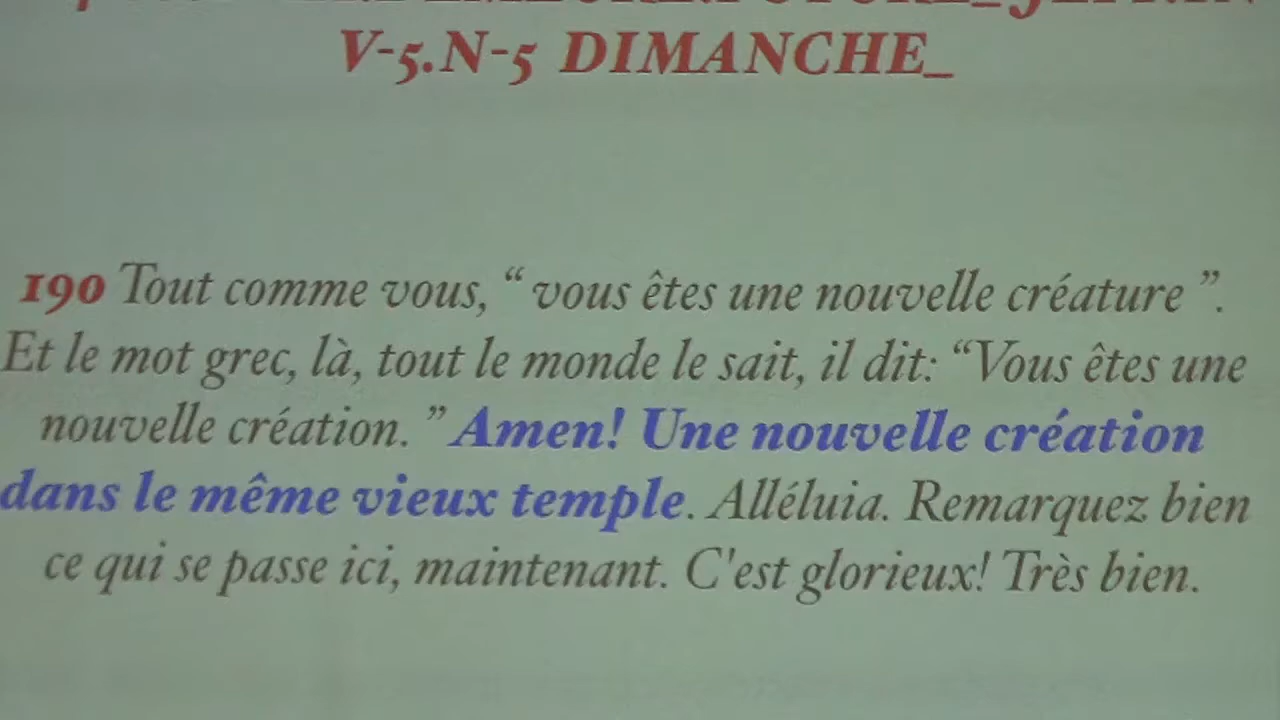 V-5.N-5 DIMANCHE_
190 Tout comme vous, “ vous êtes une nouvelle créature ”.
Et le mot grec, là, tout le monde le sait, il dit: “Vous êtes une
nouvelle création. ” Amen! Une nouvelle création
dans le même vieux temple. Alléluia. Remarquez bien
ce qui se passe ici, maintenant. C'est glorieux! Très bien.